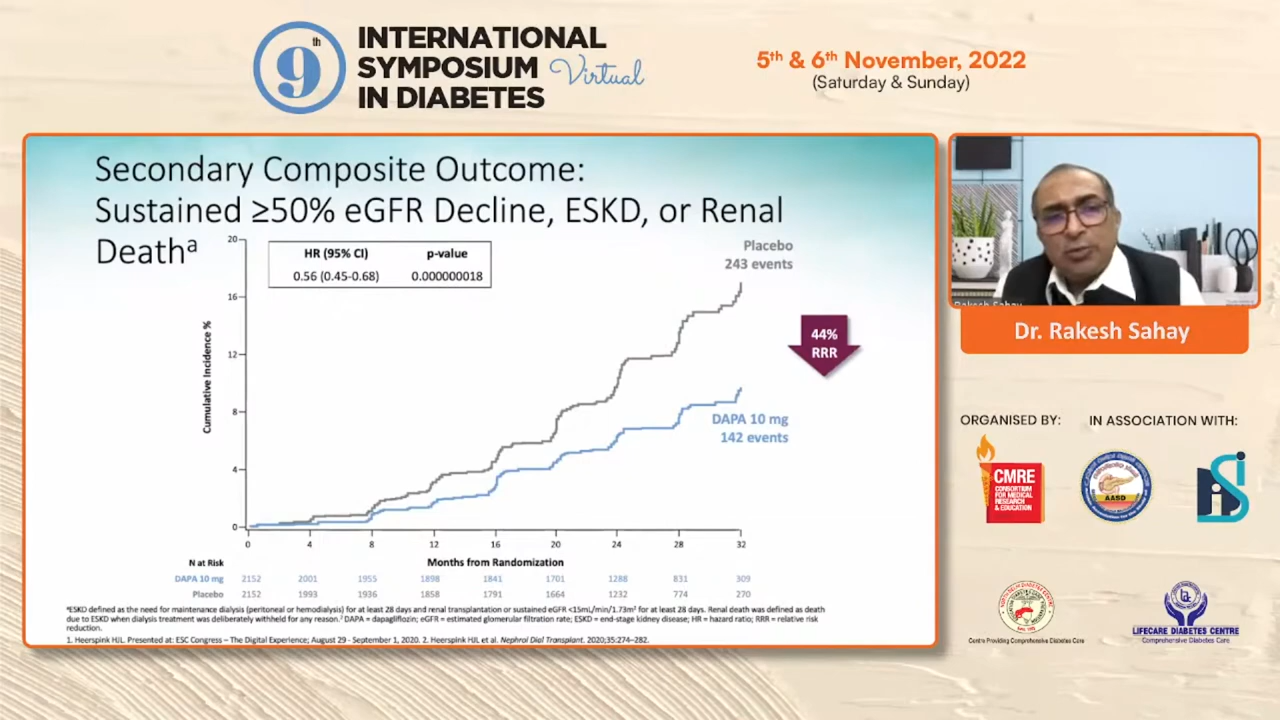 9th
INTERNATIONAL
SYMPOSIUM Virtual
IN DIABETES
5th & 6th November, 2022
(Saturday & Sunday)
Secondary Composite Outcome:
Sustained ≥50% eGFR Decline, ESKD, or Renal
Deathᵃ
HR (95% CI) p-value
0.56 (0.45-0.68) 0.000000018
Placebo
243 events
44%
RRR
DAPA 10 mg
142 events
Cumulative Incidence %
20
16
12
8
4
0
0 4 8 12 16 20 24 28 32
N at Risk Months from Randomization
DAPA 10 mg 2152 2001 1955 1898 1841 1701 1288 831 309
Placebo 2152 1993 1936 1858 1791 1664 1232 774 270
ᵃESKD defined as the need for maintenance dialysis (peritoneal or hemodialysis) for at least 28 days and renal transplantation or sustained eGFR <15mL/min/1.73m² for at least 28 days. Renal death was defined as death
due to ESKD when dialysis treatment was deliberately withheld for any reason.² DAPA = dapagliflozin; eGFR = estimated glomerular filtration rate; ESKD = end-stage kidney disease; HR = hazard ratio; RRR = relative risk
reduction.
1. Heerspink HJL. Presented at: ESC Congress – The Digital Experience; August 29 - September 1, 2020. 2. Heerspink HJL et al. Nephrol Dial Transplant. 2020;35:274–282.
Rakesh Sahay
Dr. Rakesh Sahay
ORGANISED BY: IN ASSOCIATION WITH:
CMRE
CONSORTIUM
FOR MEDICAL
RESEARCH
& EDUCATION
AASD
Centre Providing Comprehensive Diabetes Care
LIFECARE DIABETES CENTRE
Comprehensive Diabetes Care